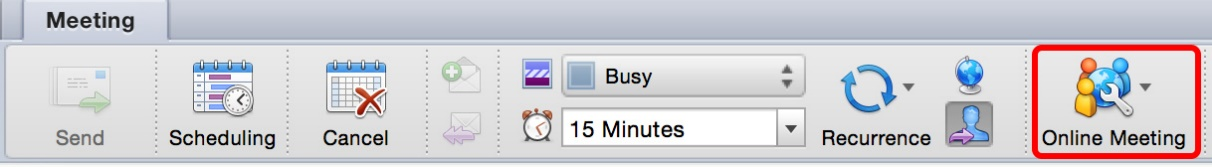 Meeting
Send
Scheduling
Cancel
Busy
15 Minutes
Recurrence
Online Meeting